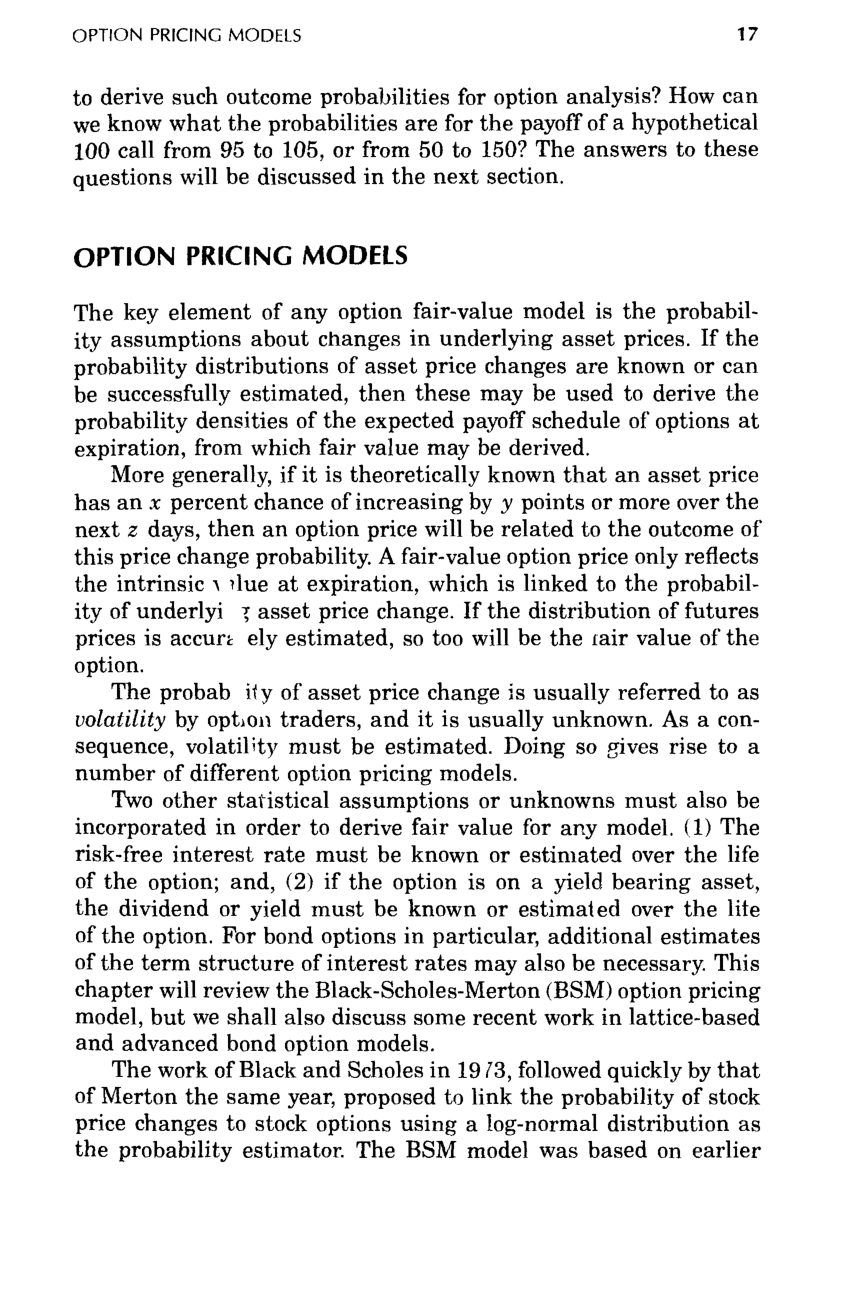 OPTION PRICING MODELS 17
to derive such outcome probabilities for option analysis? How can
we know what the probabilities are for the payoff of a hypothetical
100 call from 95 to 105, or from 50 to 150? The answers to these
questions will be discussed in the next section.
OPTION PRICING MODELS
The key element of any option fair-value model is the probabil-
ity assumptions about changes in underlying asset prices. If the
probability distributions of asset price changes are known or can
be successfully estimated, then these may be used to derive the
probability densities of the expected payoff schedule of options at
expiration, from which fair value may be derived.
More generally, if it is theoretically known that an asset price
has an x percent chance of increasing by y points or more over the
next z days, then an option price will be related to the outcome of
this price change probability. A fair-value option price only reflects
the intrinsic value at expiration, which is linked to the probabil-
ity of underlying asset price change. If the distribution of futures
prices is accurately estimated, so too will be the fair value of the
option.
The probability of asset price change is usually referred to as
volatility by option traders, and it is usually unknown. As a con-
sequence, volatility must be estimated. Doing so gives rise to a
number of different option pricing models.
Two other statistical assumptions or unknowns must also be
incorporated in order to derive fair value for any model. (1) The
risk-free interest rate must be known or estimated over the life
of the option; and, (2) if the option is on a yield bearing asset,
the dividend or yield must be known or estimated over the life
of the option. For bond options in particular, additional estimates
of the term structure of interest rates may also be necessary. This
chapter will review the Black-Scholes-Merton (BSM) option pricing
model, but we shall also discuss some recent work in lattice-based
and advanced bond option models.
The work of Black and Scholes in 1973, followed quickly by that
of Merton the same year, proposed to link the probability of stock
price changes to stock options using a log-normal distribution as
the probability estimator. The BSM model was based on earlier